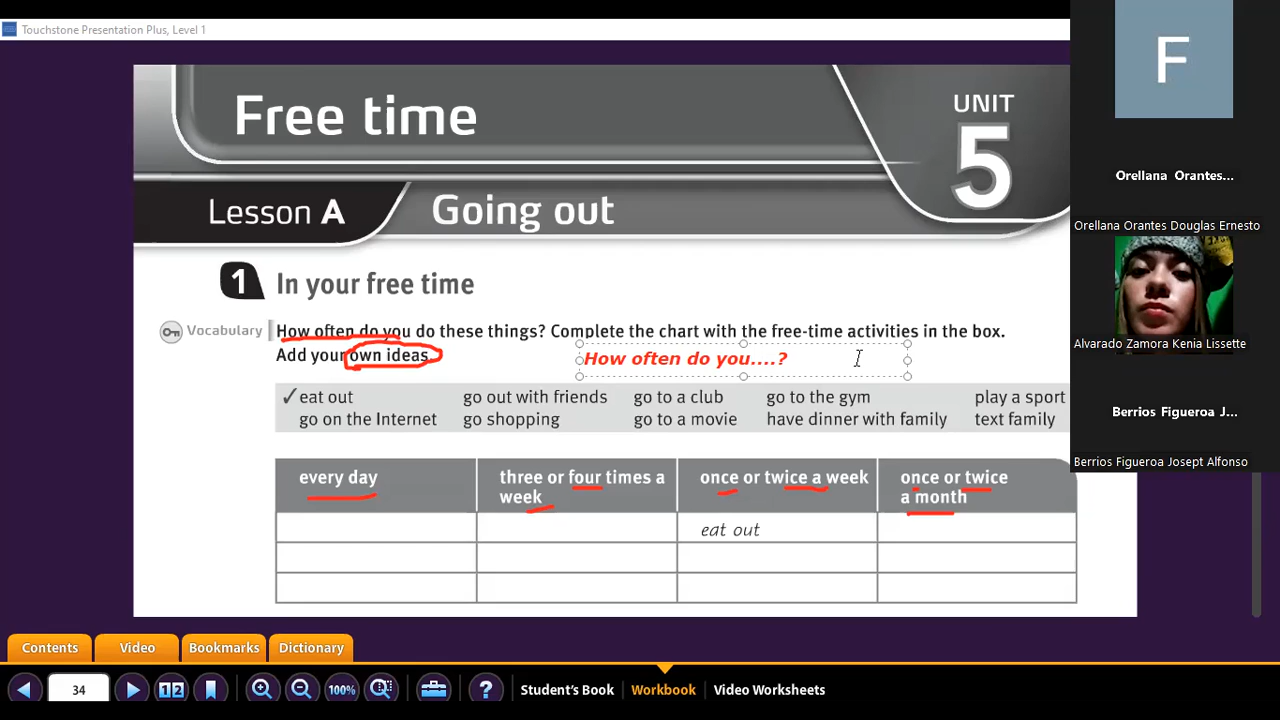 Touchstone Presentation Plus, Level 1
F
Free time
UNIT
5
Orellana Orantes...
Lesson A
Going out
Orellana Orantes Douglas Ernesto
1 In your free time
Vocabulary
How often do you do these things? Complete the chart with the free-time activities in the box.
Add your own ideas.
How often do you....?
Alvarado Zamora Kenia Lissette
✓ eat out go out with friends go to a club go to the gym play a sport
go on the Internet go shopping go to a movie have dinner with family text family
Berrios Figueroa J...
Berrios Figueroa Josept Alfonso
every day three or four times a week once or twice a week once or twice a month
eat out
Contents Video Bookmarks Dictionary
34 12 100% ? Student's Book Workbook Video Worksheets